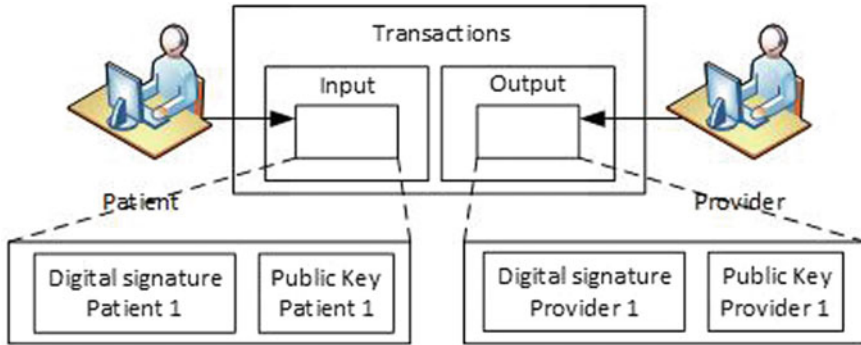 Transactions
Input
Output
Patient
Provider
Digital signature
Patient 1
Public Key
Patient 1
Digital signature
Provider 1
Public Key
Provider 1